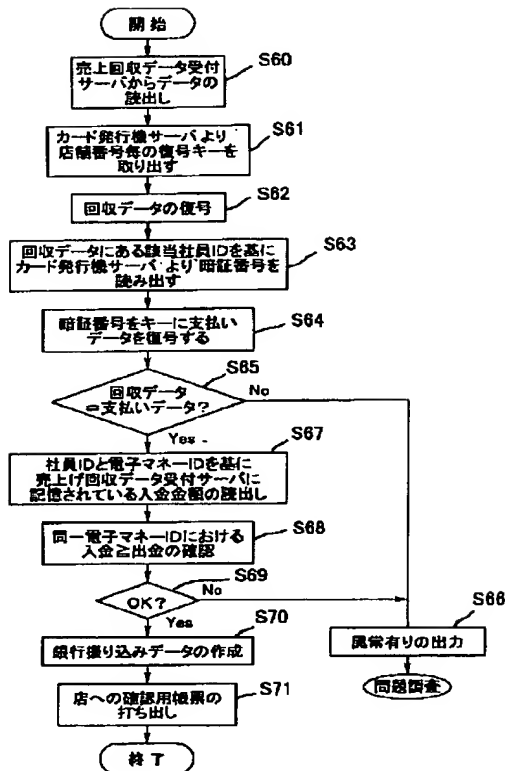 開始
売上回収データ受付
サーバからデータの
読出し
S60
カード発行機サーバより
店舗番号毎の復号キーを
取り出す
S61
回収データの復号
S62
回収データにある該当社員IDを基に
カード発行機サーバより暗証番号を
読み出す
S63
暗証番号をキーに支払い
データを復号する
S64
回収データ
=支払いデータ?
S65
No
Yes
社員IDと電子マネーIDを基に
売上げ回収データ受付サーバに
記憶されている入金金額の読出し
S67
同一電子マネーIDにおける
入金≧出金の確認
S68
OK?
S69
No
Yes
銀行振り込みデータの作成
S70
異常有りの出力
S66
問題調査
店への確認用帳票の
打ち出し
S71
終了